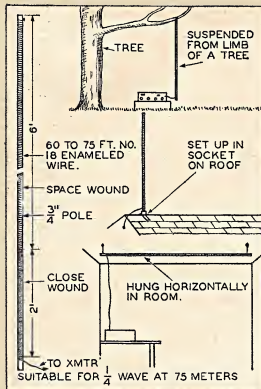 TREE
SUSPENDED
FROM LIMB
OF A TREE
6'
60 TO 75 FT. NO.
18 ENAMELED
WIRE.
SPACE WOUND
3/4" POLE
SET UP IN
SOCKET
ON ROOF
CLOSE
WOUND
2'
HUNG HORIZONTALLY
IN ROOM.
TO XMTR
SUITABLE FOR 1/4 WAVE AT 75 METERS